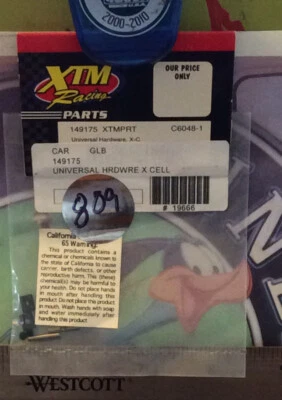 2000-2010
XTM
Racing
PARTS
OUR PRICE
ONLY
149175 XTMPRT C6048-1
Universal Hardware, X-C
CAR GLB
149175
UNIVERSAL HRDWRE X CELL
# 19666
809
California
65 Warning:
This product contains a
chemical or chemicals known to
the state of California to cause
cancer, birth defects, or other
reproductive harm. This (these)
chemical(s) may be harmful to
your health. Do not place hands
in mouth after handling this
product Do not place this product
in mouth. Wash hands with soap
and water immediately after
handling this product
WESTCOTT